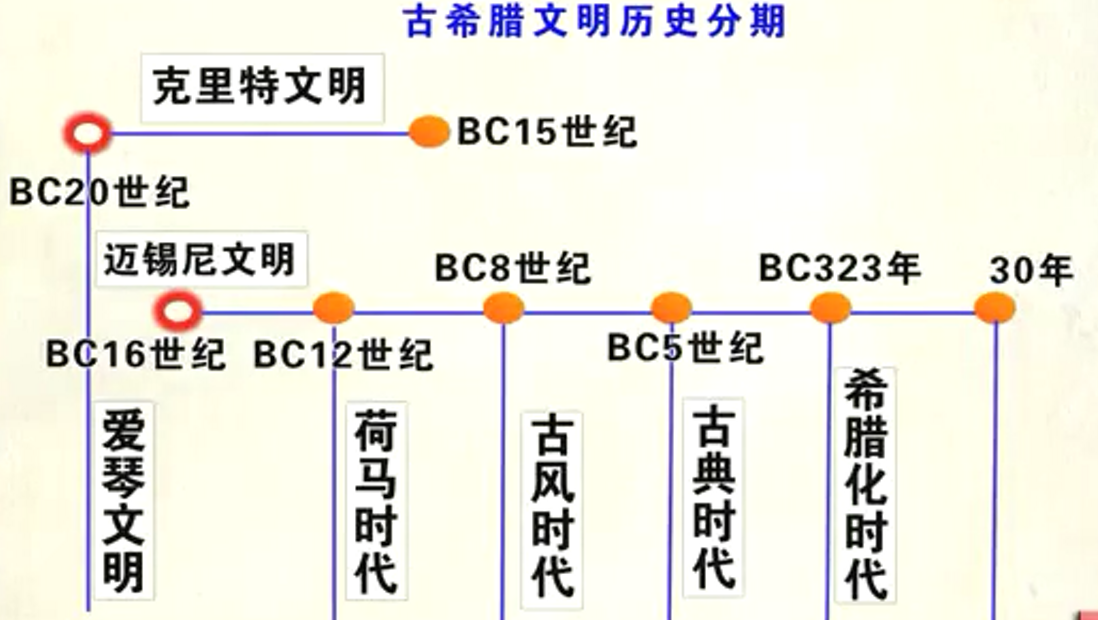 古希腊文明历史分期
克里特文明
BC15世纪
BC20世纪
迈锡尼文明
BC8世纪
BC323年
30年
BC16世纪
BC12世纪
BC5世纪
爱琴文明
荷马时代
古风时代
古典时代
希腊化时代